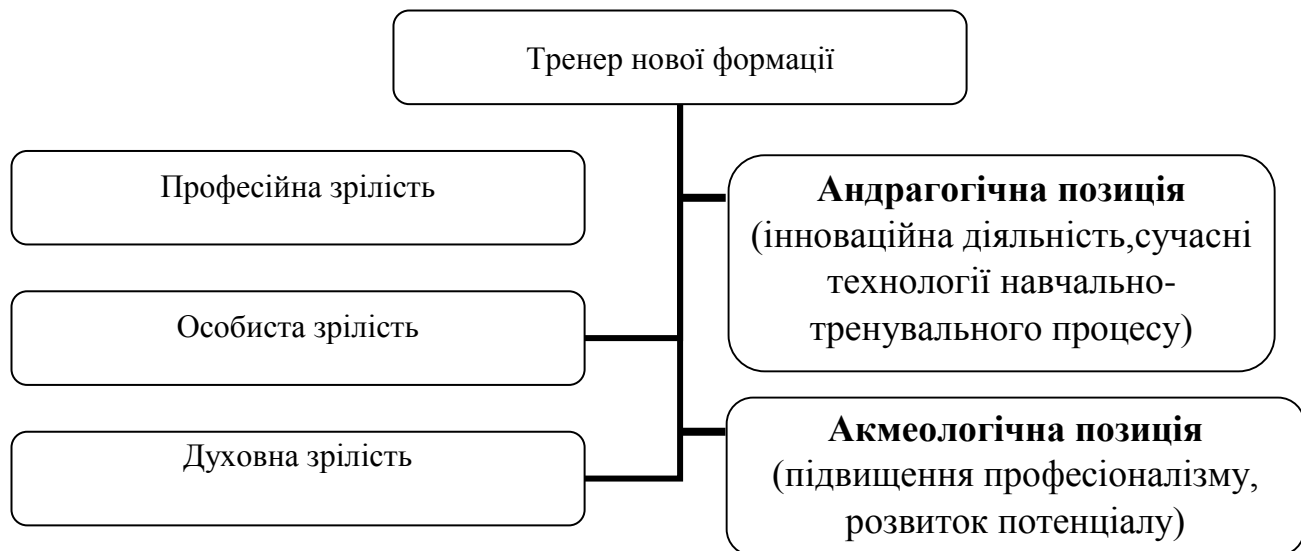 Тренер нової формації
Професійна зрілість
Особиста зрілість
Духовна зрілість
Андрагогічна позиція
(інноваційна діяльність,сучасні
технології навчально-
тренувального процесу)
Акмеологічна позиція
(підвищення професіоналізму,
розвиток потенціалу)